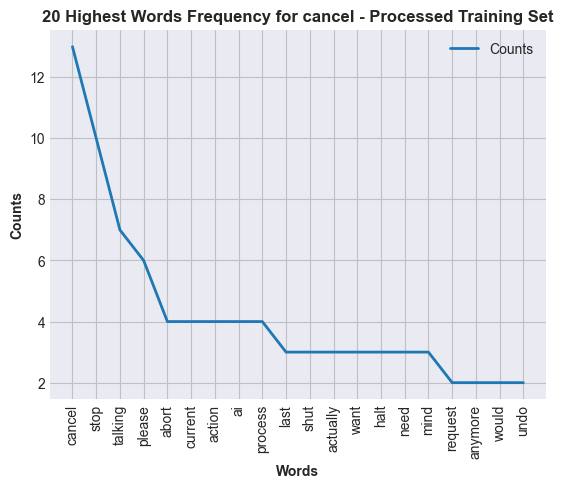 20 Highest Words Frequency for cancel - Processed Training Set
Counts
12
10
8
6
4
2
Counts
cancel
stop
talking
please
abort
current
action
ai
process
last
shut
actually
want
halt
need
mind
request
anymore
would
undo
Words